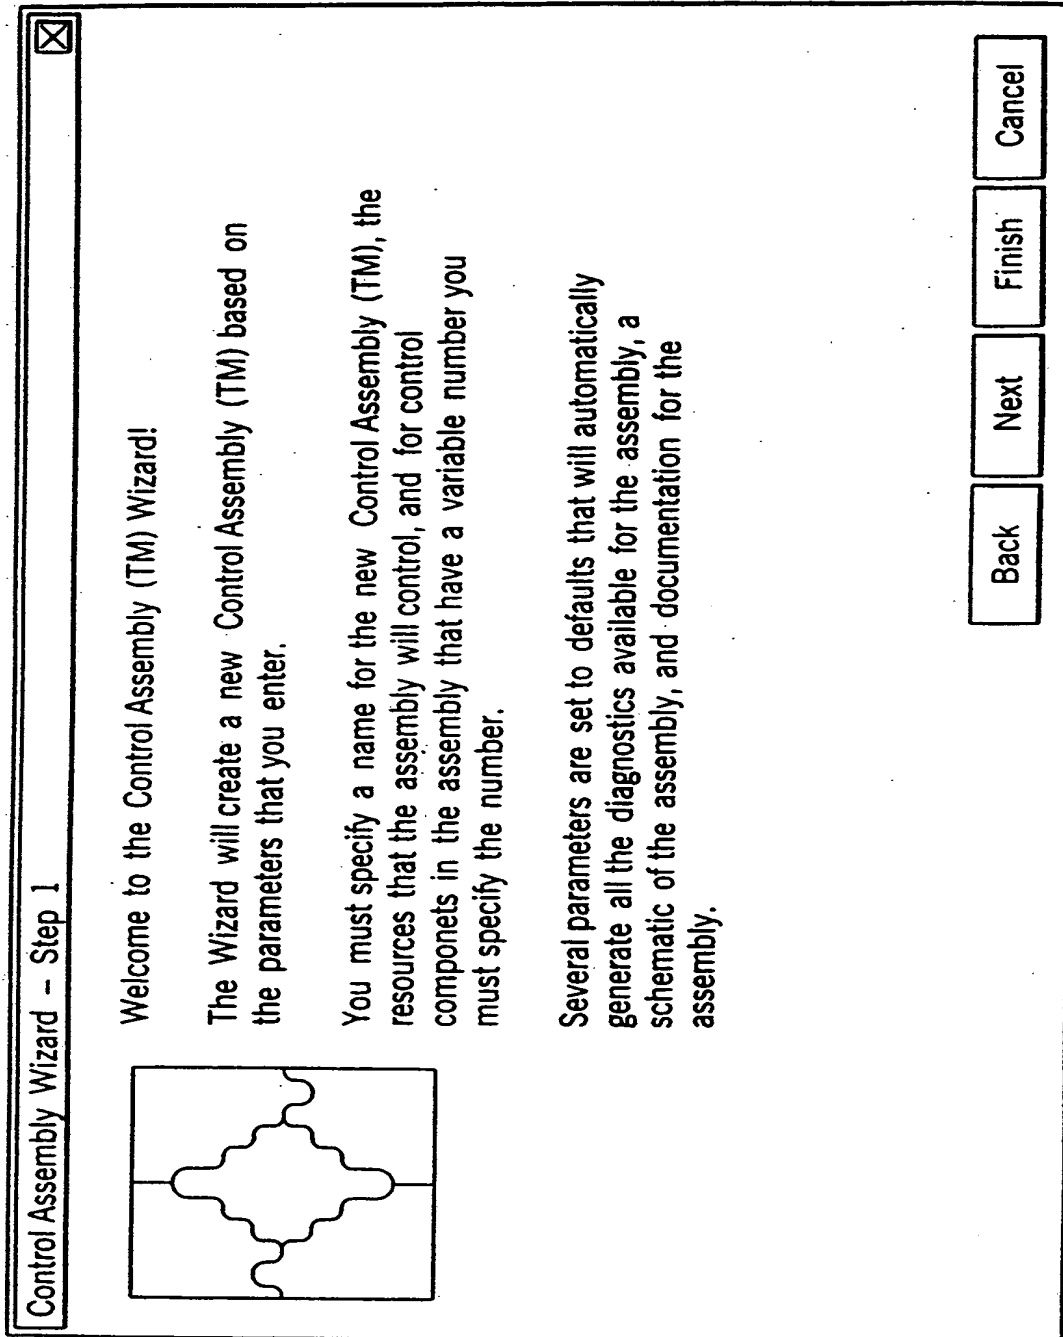 Control Assembly Wizard – Step 1
Welcome to the Control Assembly (TM) Wizard!
The Wizard will create a new Control Assembly (TM) based on
the parameters that you enter.
You must specify a name for the new Control Assembly (TM), the
resources that the assembly will control, and for control
componets in the assembly that have a variable number you
must specify the number.
Several parameters are set to defaults that will automatically
generate all the diagnostics available for the assembly, a
schematic of the assembly, and documentation for the
assembly.
Back
Next
Finish
Cancel